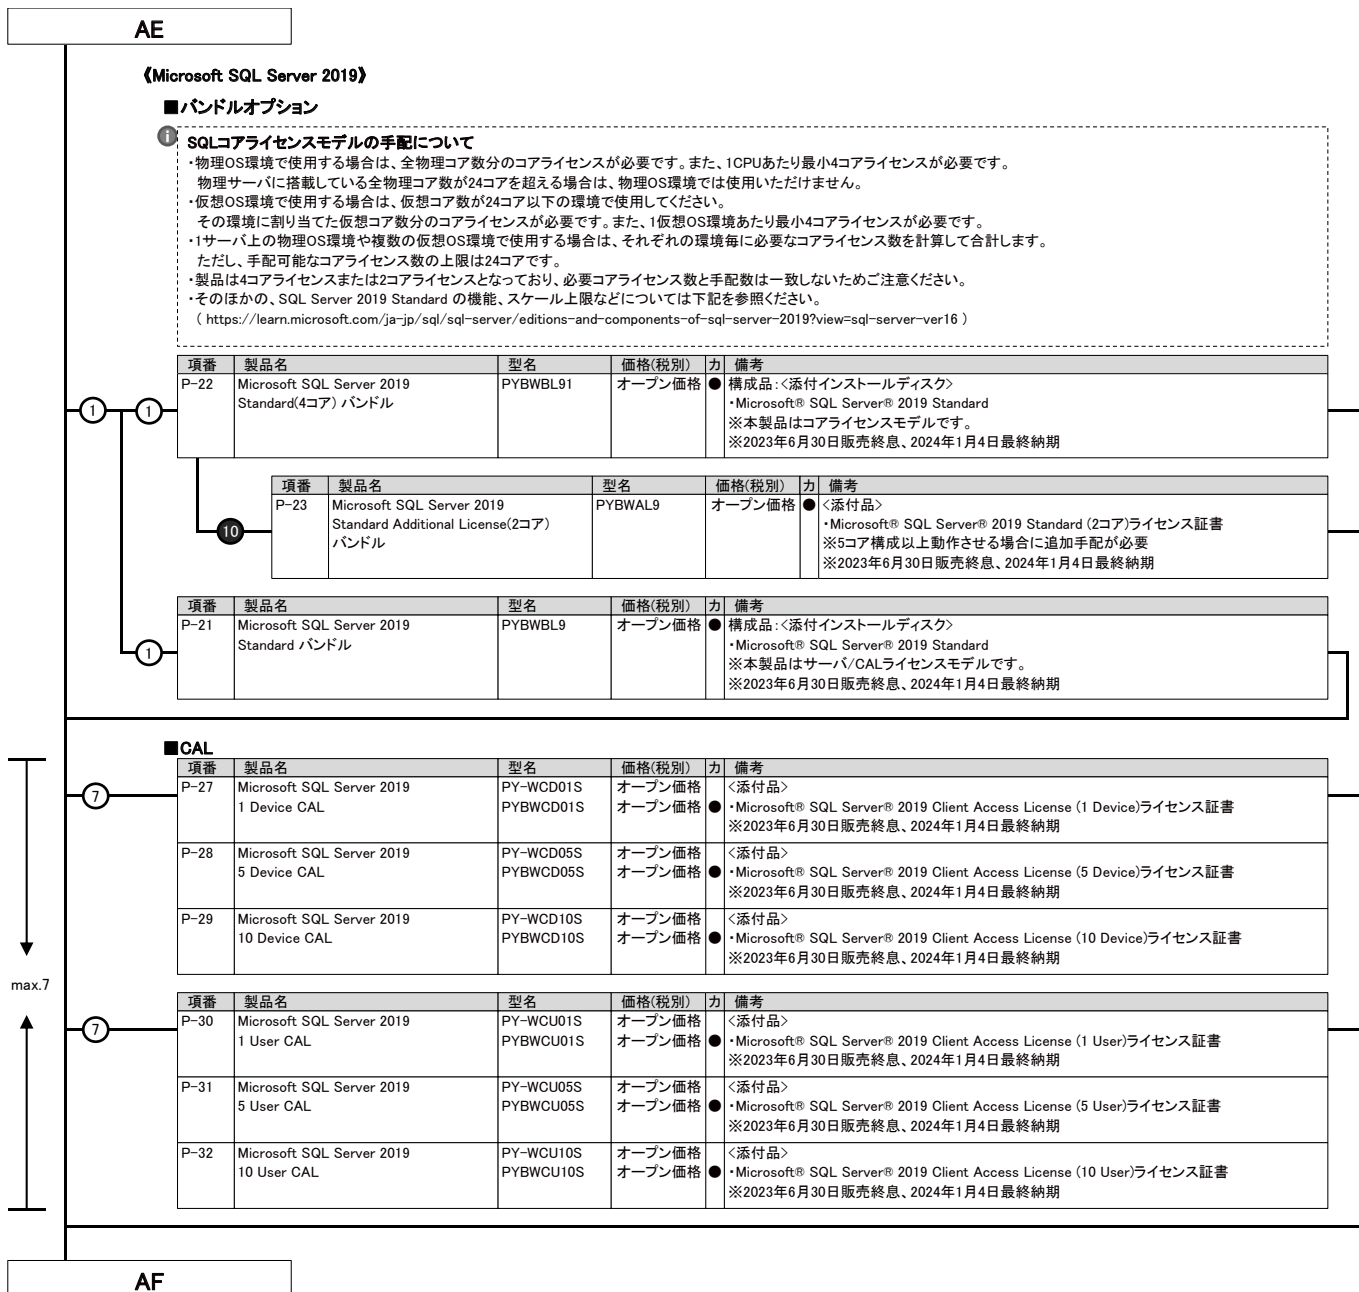 AE
《Microsoft SQL Server 2019》
■バンドルオプション
i
SQLコアライセンスモデルの手配について
・物理OS環境で使用する場合は、全物理コア数分のコアライセンスが必要です。また、1CPUあたり最小4コアライセンスが必要です。
物理サーバに搭載している全物理コア数が24コアを超える場合は、物理OS環境では使用いただけません。
・仮想OS環境で使用する場合は、仮想コア数が24コア以下の環境で使用してください。
その環境に割り当てた仮想コア数分のコアライセンスが必要です。また、1仮想OS環境あたり最小4コアライセンスが必要です。
・1サーバ上の物理OS環境や複数の仮想OS環境で使用する場合は、それぞれの環境毎に必要なコアライセンス数を計算して合計します。
ただし、手配可能なコアライセンス数の上限は24コアです。
・製品は4コアライセンスまたは2コアライセンスとなっており、必要コアライセンス数と手配数は一致しないためご注意ください。
・そのほかの、SQL Server 2019 Standard の機能、スケール上限などについては下記を参照ください。
( https://learn.microsoft.com/ja-jp/sql/sql-server/editions-and-components-of-sql-server-2019?view=sql-server-ver16 )
項番 製品名 型名 価格(税別) カ 備考
P-22 Microsoft SQL Server 2019 PYBWBL91 オープン価格 ● 構成品:<添付インストールディスク>
Standard(4コア) バンドル ・Microsoft® SQL Server® 2019 Standard
1 1 ※本製品はコアライセンスモデルです。
※2023年6月30日販売終息、2024年1月4日最終納期
項番 製品名 型名 価格(税別) カ 備考
P-23 Microsoft SQL Server 2019 PYBWAL9 オープン価格 ● <添付品>
Standard Additional License(2コア) ・Microsoft® SQL Server® 2019 Standard (2コア)ライセンス証書
10 バンドル ※5コア構成以上動作させる場合に追加手配が必要
※2023年6月30日販売終息、2024年1月4日最終納期
項番 製品名 型名 価格(税別) カ 備考
P-21 Microsoft SQL Server 2019 PYBWBL9 オープン価格 ● 構成品:<添付インストールディスク>
Standard バンドル ・Microsoft® SQL Server® 2019 Standard
1 ※本製品はサーバ/CALライセンスモデルです。
※2023年6月30日販売終息、2024年1月4日最終納期
■CAL
項番 製品名 型名 価格(税別) カ 備考
P-27 Microsoft SQL Server 2019 PY-WCD01S オープン価格 <添付品>
7 1 Device CAL PYBWCD01S オープン価格 ● ・Microsoft® SQL Server® 2019 Client Access License (1 Device)ライセンス証書
※2023年6月30日販売終息、2024年1月4日最終納期
P-28 Microsoft SQL Server 2019 PY-WCD05S オープン価格 <添付品>
5 Device CAL PYBWCD05S オープン価格 ● ・Microsoft® SQL Server® 2019 Client Access License (5 Device)ライセンス証書
※2023年6月30日販売終息、2024年1月4日最終納期
P-29 Microsoft SQL Server 2019 PY-WCD10S オープン価格 <添付品>
10 Device CAL PYBWCD10S オープン価格 ● ・Microsoft® SQL Server® 2019 Client Access License (10 Device)ライセンス証書
※2023年6月30日販売終息、2024年1月4日最終納期
max.7
項番 製品名 型名 価格(税別) カ 備考
P-30 Microsoft SQL Server 2019 PY-WCU01S オープン価格 <添付品>
7 1 User CAL PYBWCU01S オープン価格 ● ・Microsoft® SQL Server® 2019 Client Access License (1 User)ライセンス証書
※2023年6月30日販売終息、2024年1月4日最終納期
P-31 Microsoft SQL Server 2019 PY-WCU05S オープン価格 <添付品>
5 User CAL PYBWCU05S オープン価格 ● ・Microsoft® SQL Server® 2019 Client Access License (5 User)ライセンス証書
※2023年6月30日販売終息、2024年1月4日最終納期
P-32 Microsoft SQL Server 2019 PY-WCU10S オープン価格 <添付品>
10 User CAL PYBWCU10S オープン価格 ● ・Microsoft® SQL Server® 2019 Client Access License (10 User)ライセンス証書
※2023年6月30日販売終息、2024年1月4日最終納期
AF